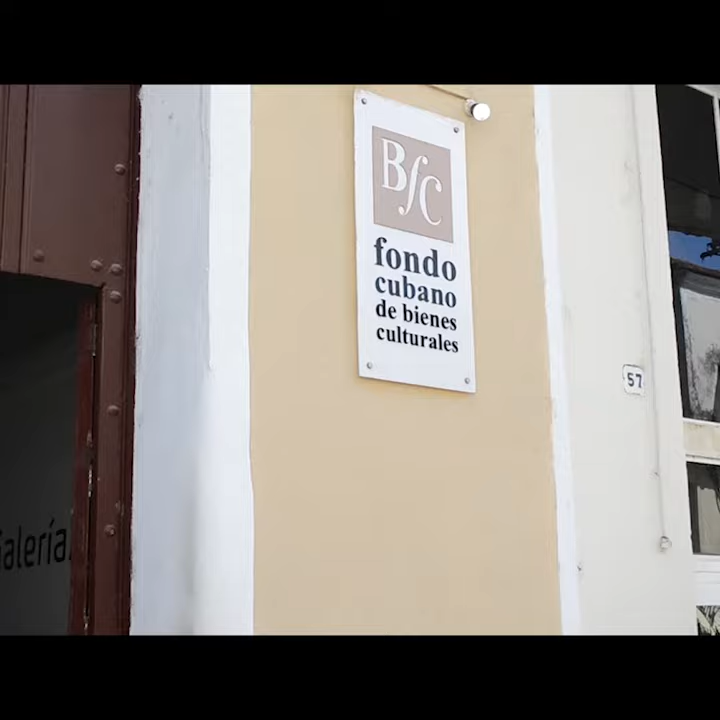 BfC
fondo
cubano
de bienes
culturales
57
Galería